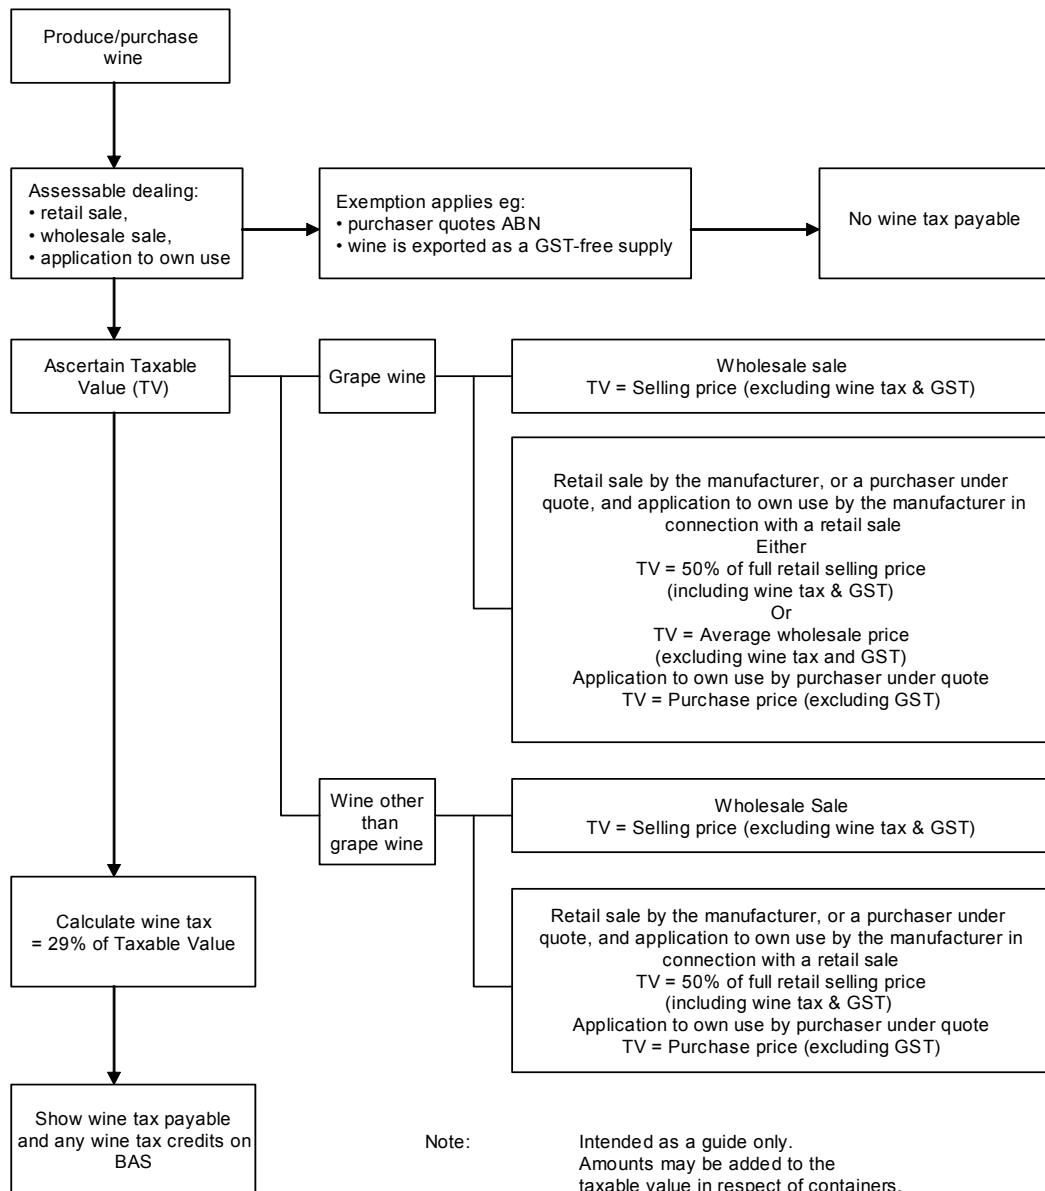 Produce/purchase
wine
Assessable dealing:
• retail sale,
• wholesale sale,
• application to own use
Exemption applies eg:
• purchaser quotes ABN
• wine is exported as a GST-free supply
No wine tax payable
Ascertain Taxable
Value (TV)
Grape wine
Wholesale sale
TV = Selling price (excluding wine tax & GST)
Retail sale by the manufacturer, or a purchaser under
quote, and application to own use by the manufacturer in
connection with a retail sale
Either
TV = 50% of full retail selling price
(including wine tax & GST)
Or
TV = Average wholesale price
(excluding wine tax and GST)
Application to own use by purchaser under quote
TV = Purchase price (excluding GST)
Wine other
than
grape wine
Wholesale Sale
TV = Selling price (excluding wine tax & GST)
Calculate wine tax
= 29% of Taxable Value
Retail sale by the manufacturer, or a purchaser under
quote, and application to own use by the manufacturer in
connection with a retail sale
TV = 50% of full retail selling price
(including wine tax & GST)
Application to own use by purchaser under quote
TV = Purchase price (excluding GST)
Show wine tax payable
and any wine tax credits on
BAS
Note: Intended as a guide only.
Amounts may be added to the
taxable value in respect of containers.